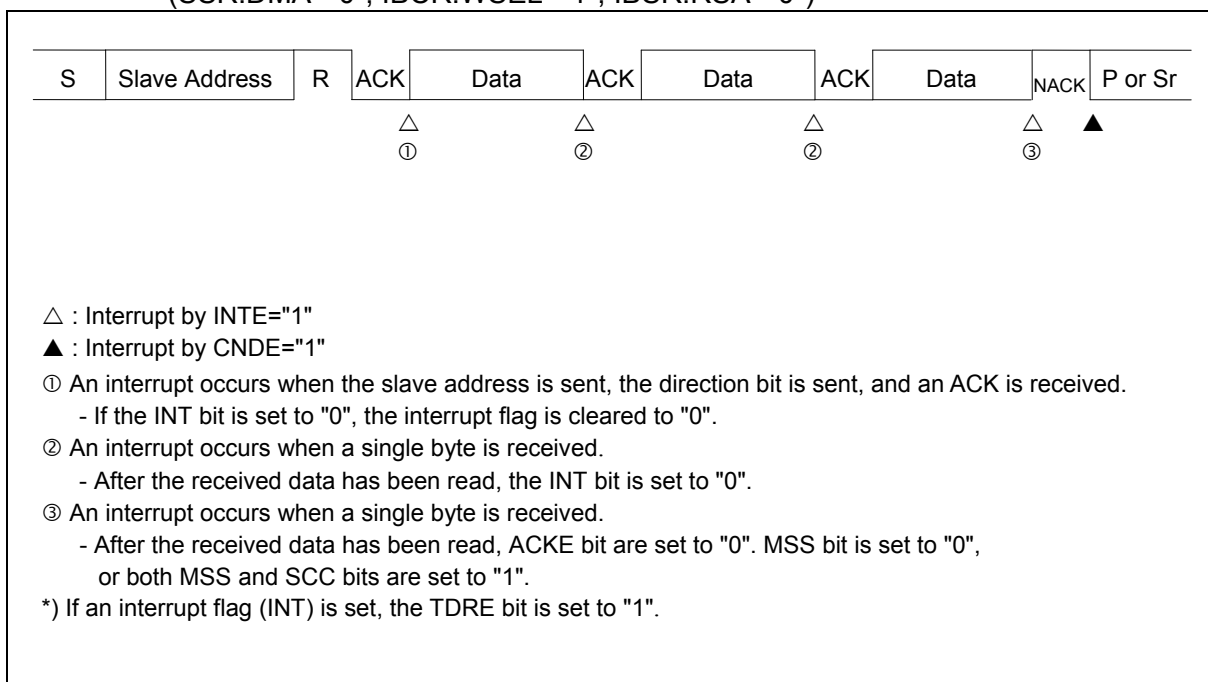 S Slave Address R ACK Data ACK Data ACK Data NACK P or Sr
△ △ △ △ ▲
① ② ② ③
△ : Interrupt by INTE="1"
▲ : Interrupt by CNDE="1"
① An interrupt occurs when the slave address is sent, the direction bit is sent, and an ACK is received.
- If the INT bit is set to "0", the interrupt flag is cleared to "0".
② An interrupt occurs when a single byte is received.
- After the received data has been read, the INT bit is set to "0".
③ An interrupt occurs when a single byte is received.
- After the received data has been read, ACKE bit are set to "0". MSS bit is set to "0",
or both MSS and SCC bits are set to "1".
*) If an interrupt flag (INT) is set, the TDRE bit is set to "1".